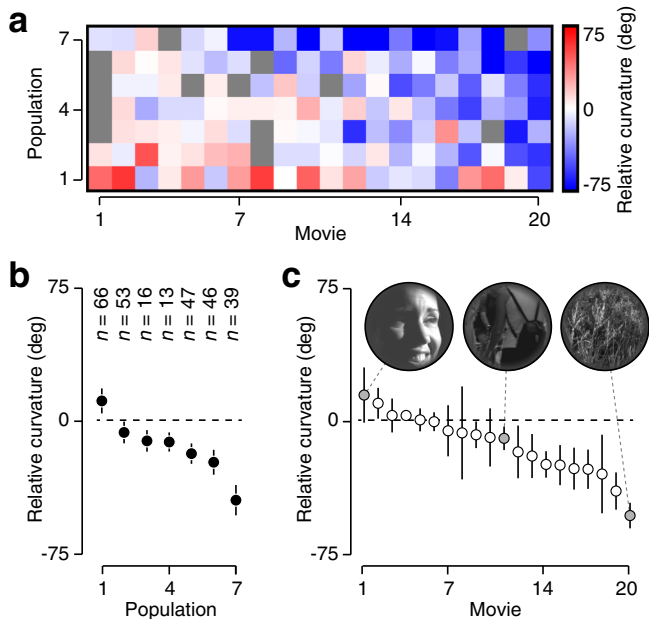 a
Population
7
4
1
1
7
14
20
Movie
75
0
-75
Relative curvature (deg)
b
Relative curvature (deg)
75
0
-75
n = 66
n = 53
n = 16
n = 13
n = 47
n = 46
n = 39
1
4
7
Population
c
Relative curvature (deg)
75
0
-75
1
7
14
20
Movie